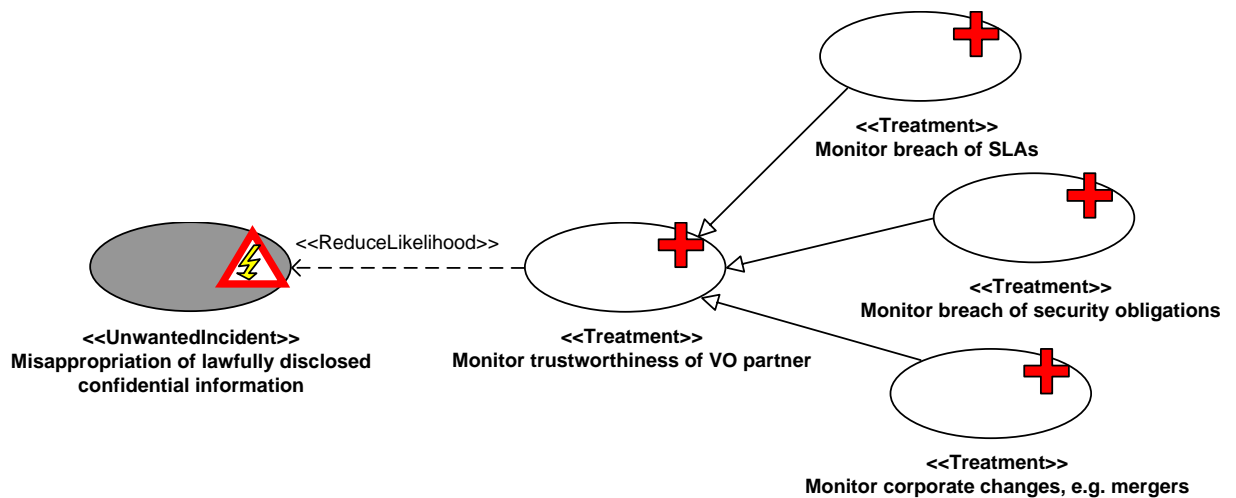 <<Treatment>>
Monitor breach of SLAs
<<ReduceLikelihood>>
<<Treatment>>
Monitor breach of security obligations
<<UnwantedIncident>>
Misappropriation of lawfully disclosed
confidential information
<<Treatment>>
Monitor trustworthiness of VO partner
<<Treatment>>
Monitor corporate changes, e.g. mergers